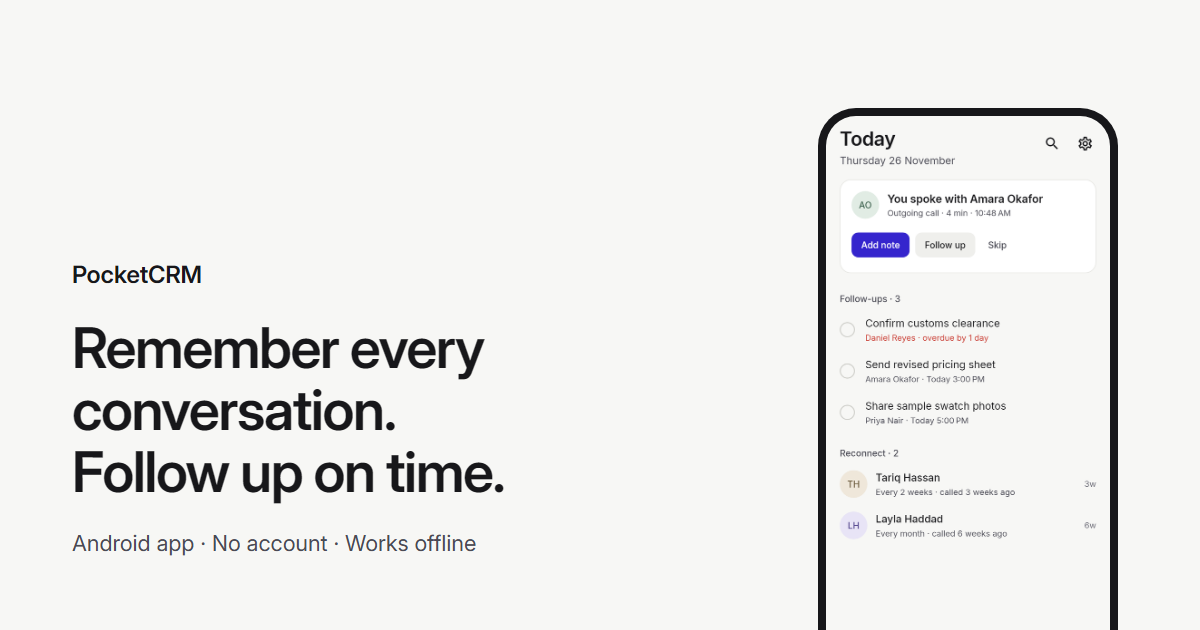 PocketCRM
Remember every
conversation.
Follow up on time.
Android app · No account · Works offline
Today
Thursday 26 November
AO
You spoke with Amara Okafor
Outgoing call · 4 min · 10:48 AM
Add note
Follow up
Skip
Follow-ups · 3
Confirm customs clearance
Daniel Reyes · overdue by 1 day
Send revised pricing sheet
Amara Okafor · Today 3:00 PM
Share sample swatch photos
Priya Nair · Today 5:00 PM
Reconnect · 2
TH
Tariq Hassan
Every 2 weeks · called 3 weeks ago
3w
LH
Layla Haddad
Every month · called 6 weeks ago
6w